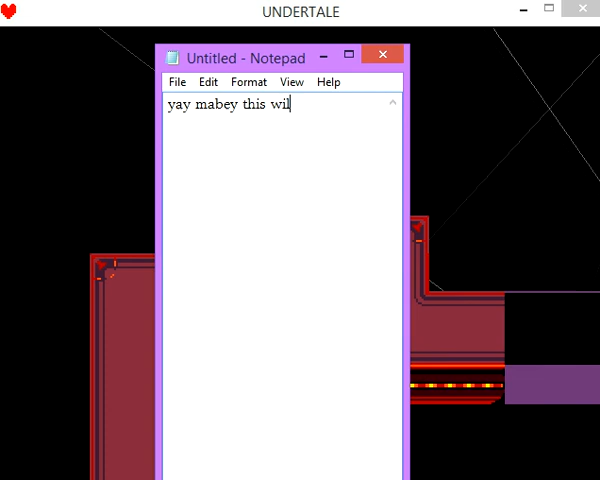 UNDERTALE
Untitled - Notepad
File Edit Format View Help
yay mabey this wil